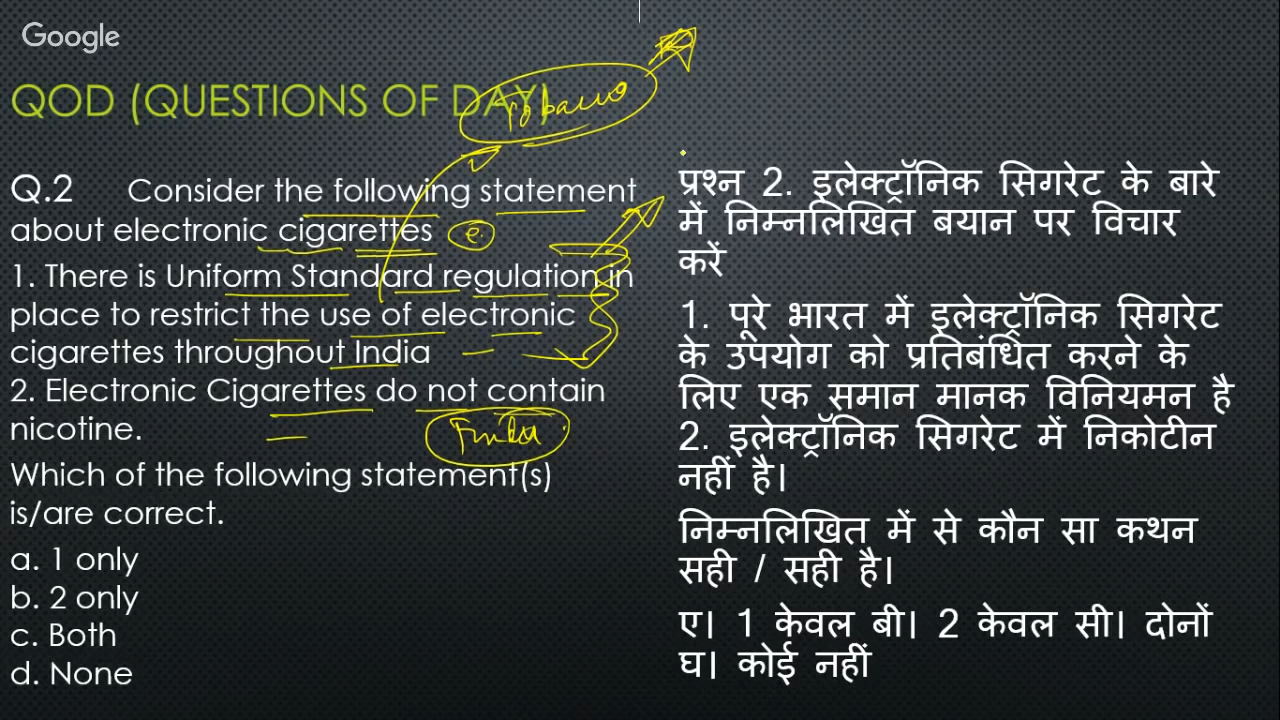 Google
QOD (QUESTIONS OF DAY)
Q.2 Consider the following statement
about electronic cigarettes
1. There is Uniform Standard regulation in
place to restrict the use of electronic
cigarettes throughout India
2. Electronic Cigarettes do not contain
nicotine.
Which of the following statement(s)
is/are correct.
a. 1 only
b. 2 only
c. Both
d. None
प्रश्न 2. इलेक्ट्रॉनिक सिगरेट के बारे
में निम्नलिखित बयान पर विचार
करें
1. पूरे भारत में इलेक्ट्रॉनिक सिगरेट
के उपयोग को प्रतिबंधित करने के
लिए एक समान मानक विनियमन है
2. इलेक्ट्रॉनिक सिगरेट में निकोटीन
नहीं है।
निम्नलिखित में से कौन सा कथन
सही / सही है।
ए। 1 केवल बी। 2 केवल सी। दोनों
घ। कोई नहीं